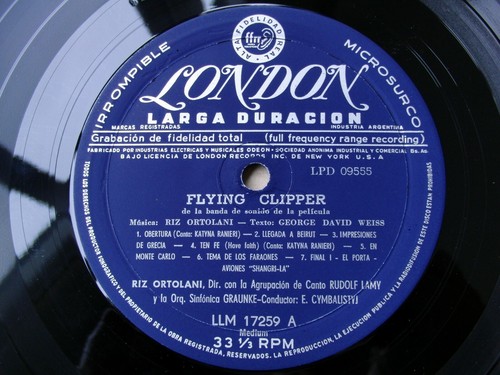 ALTA FIDELIDAD REAL
ffrr
IRROMPIBLE
MICROSURCO
LONDON
LARGA DURACION
MARCAS REGISTRADAS
INDUSTRIA ARGENTINA
Grabación de fidelidad total (full frequency range recording)
FABRICADO POR INDUSTRIAS ELECTRICAS Y MUSICALES ODEON - SOCIEDAD ANONIMA INDUSTRIAL Y COMERCIAL Bs. As.
BAJO LICENCIA DE LONDON RECORDS INC. DE NEW YORK U.S.A.
LPD 09555
FLYING CLIPPER
de la banda de sonido de la película
Música: RIZ ORTOLANI - Texto: GEORGE DAVID WEISS
1. OBERTURA (Canta: KATYNA RANIERI) - 2. LLEGADA A BEIRUT - 3. IMPRESIONES
DE GRECIA - 4. TEN FE (Have faith) (Canta: KATYNA RANIERI) - 5. EN
MONTE CARLO - 6. TEMA DE LOS FARAONES - 7. FINAL I - EL PORTA-
AVIONES "SHANGRI-LA"
RIZ ORTOLANI, Dir. con la Agrupación de Canto RUDOLF LAMY
y la Orq. Sinfónica GRAUNKE-Conductor: E. CYMBALISTYJ
LLM 17259 A
Medium
33 ⅓ RPM
TODOS LOS DERECHOS DEL PRODUCTOR FONOGRAFICO Y DEL PROPIETARIO DE LA OBRA REGISTRADA, RESERVADOS. LA REGRABACION, LA EJECUCION PUBLICA Y LA RADIODIFUSION DE ESTE DISCO ESTAN PROHIBIDAS